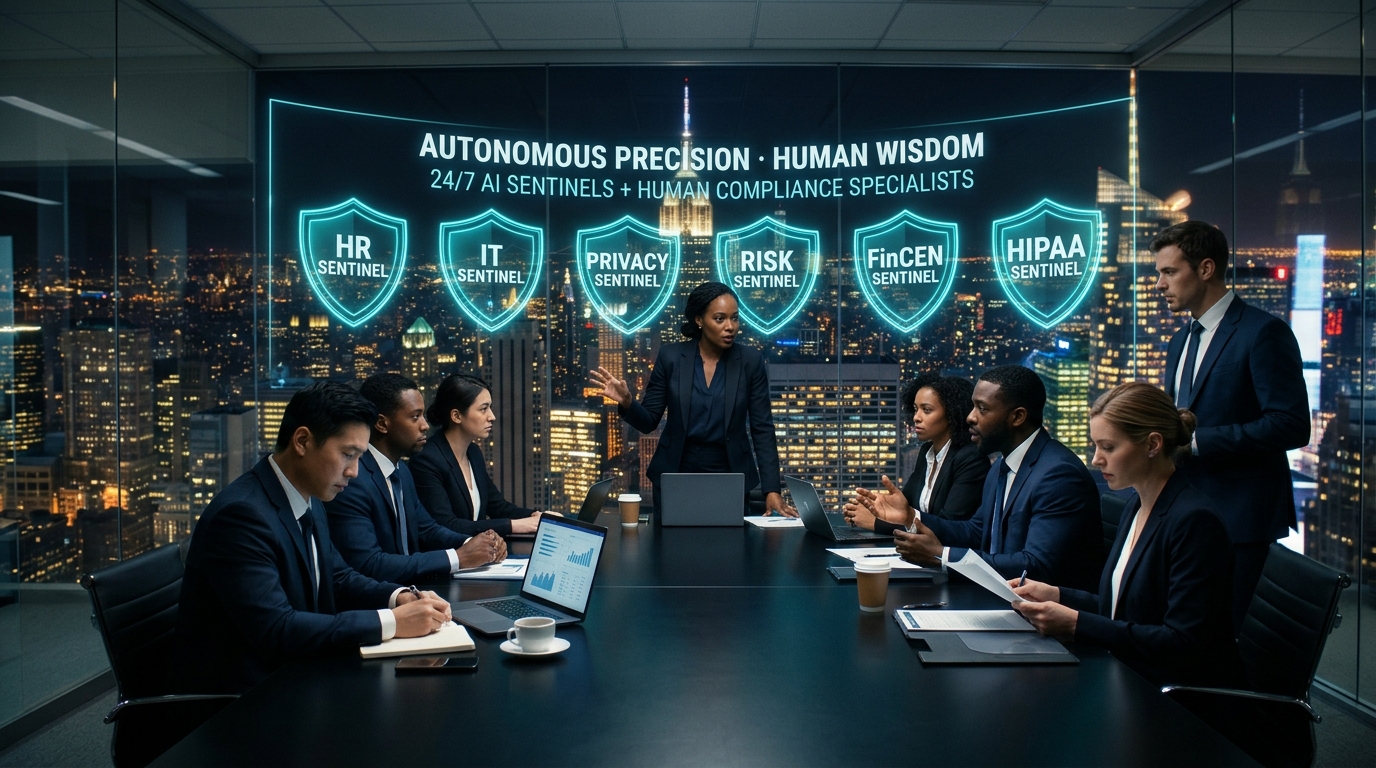 AUTONOMOUS PRECISION · HUMAN WISDOM
24/7 AI SENTINELS + HUMAN COMPLIANCE SPECIALISTS
HR
SENTINEL
IT
SENTINEL
PRIVACY
SENTINEL
RISK
SENTINEL
FinCEN
SENTINEL
HIPAA
SENTINEL